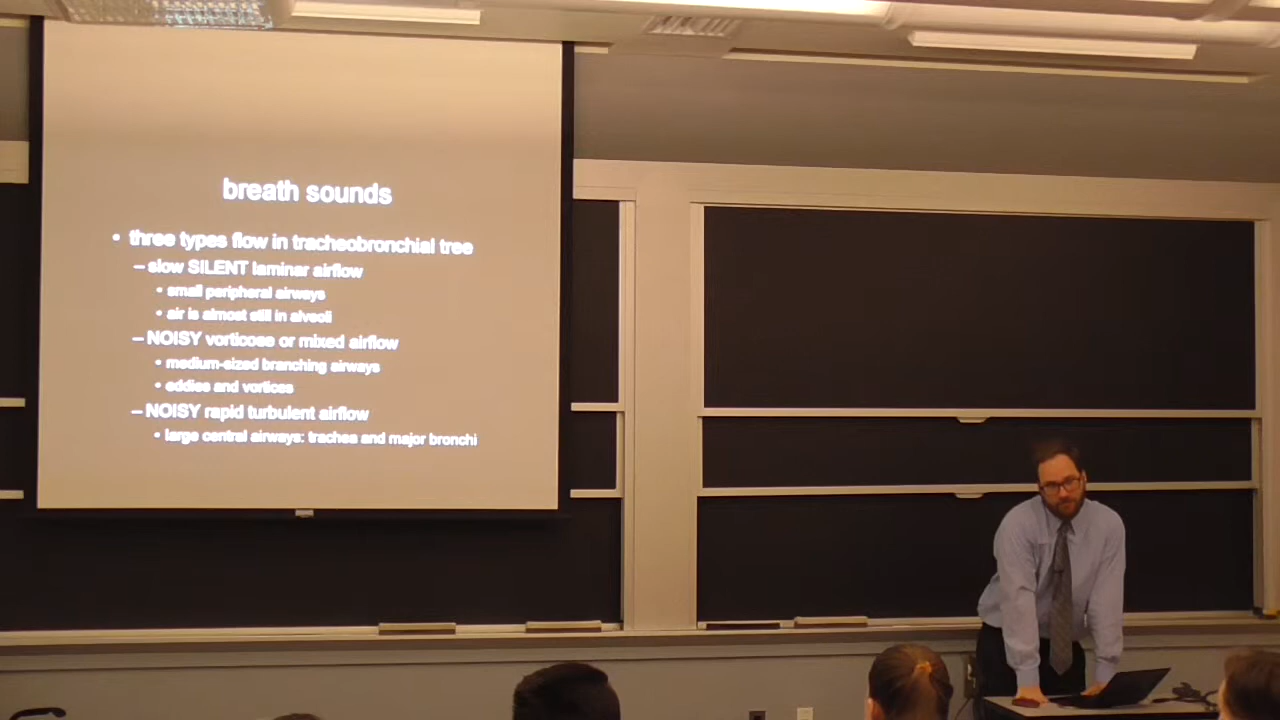 breath sounds
• three types flow in tracheobronchial tree
– slow SILENT laminar airflow
• small peripheral airways
• air is almost still in alveoli
– NOISY vorticose or mixed airflow
• medium-sized branching airways
• eddies and vortices
– NOISY rapid turbulent airflow
• large central airways: trachea and major bronchi